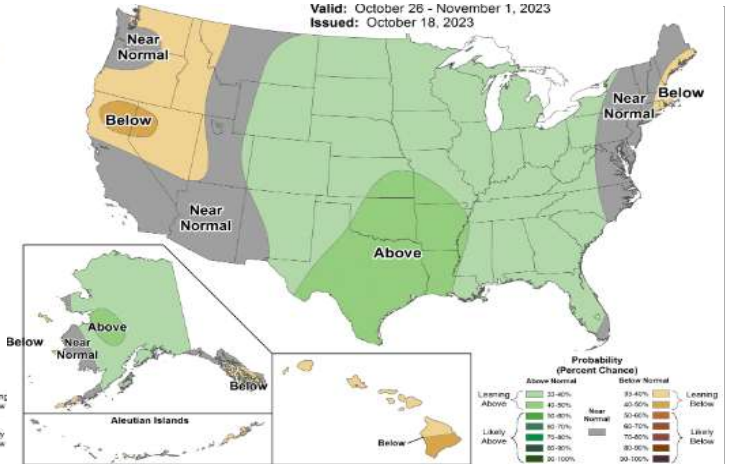 Valid: October 26 - November 1, 2023
Issued: October 18, 2023
Near
Normal
Below
Near
Normal
Above
Near
Normal
Below
Above
Near
Normal
Below
Below
Aleutian Islands
Below
Probability
(Percent Chance)
Above Normal
Below Normal
Leaning
Above
33-40%
40-50%
Likely
Above
50-60%
60-70%
70-80%
80-90%
90-100%
Near
Normal
33-40%
40-50%
Leaning
Below
50-60%
60-70%
70-80%
80-90%
90-100%
Likely
Below